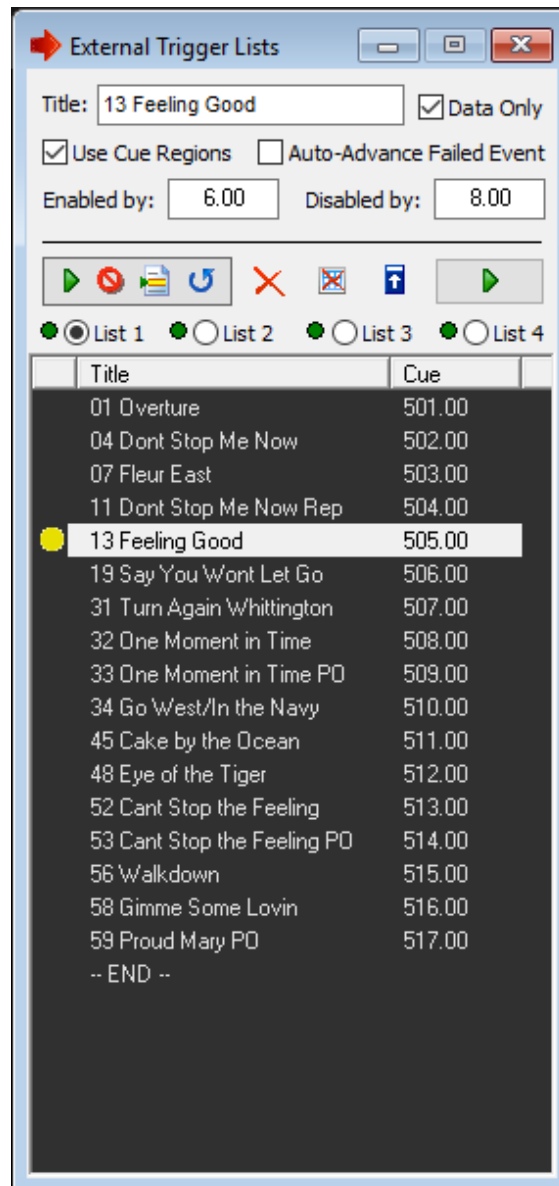 External Trigger Lists
Title: 13 Feeling Good Data Only
Use Cue Regions Auto-Advance Failed Event
Enabled by: 6.00 Disabled by: 8.00
List 1 List 2 List 3 List 4
Title Cue
01 Overture 501.00
04 Dont Stop Me Now 502.00
07 Fleur East 503.00
11 Dont Stop Me Now Rep 504.00
13 Feeling Good 505.00
19 Say You Wont Let Go 506.00
31 Turn Again Whittington 507.00
32 One Moment in Time 508.00
33 One Moment in Time PO 509.00
34 Go West/In the Navy 510.00
45 Cake by the Ocean 511.00
48 Eye of the Tiger 512.00
52 Cant Stop the Feeling 513.00
53 Cant Stop the Feeling PO 514.00
56 Walkdown 515.00
58 Gimme Some Lovin 516.00
59 Proud Mary PO 517.00
-- END --